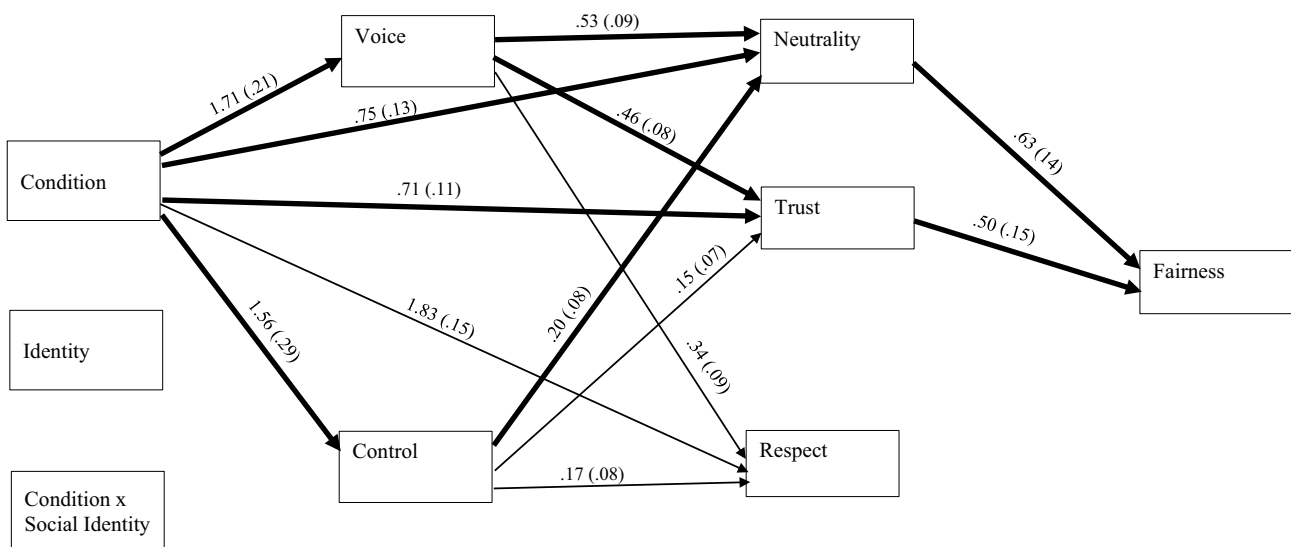 Voice
.53 (.09)
Neutrality
1.71 (.21)
.75 (.13)
.46 (.08)
.63 (14)
Condition
.71 (.11)
Trust
.50 (.15)
Fairness
.15 (.07)
1.56 (.29)
1.83 (.15)
.20 (.08)
Identity
.34 (.09)
Control
Respect
.17 (.08)
Condition x
Social Identity